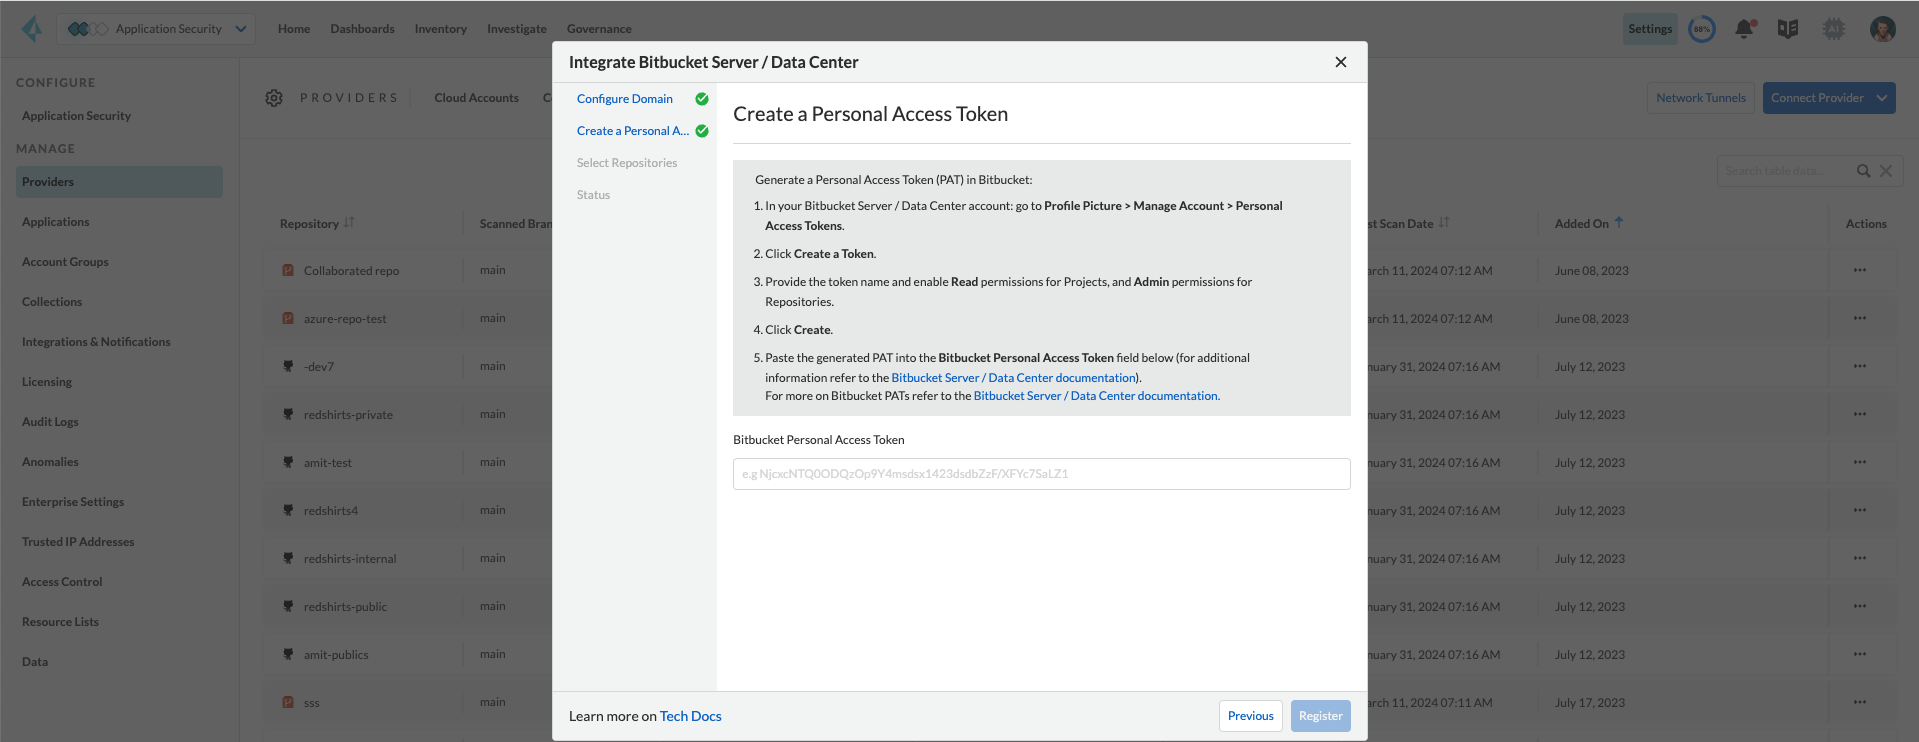 Application Security
Home
Dashboards
Inventory
Investigate
Governance
Settings
88%
CONFIGURE
Application Security
MANAGE
Providers
Applications
Account Groups
Collections
Integrations & Notifications
Licensing
Audit Logs
Anomalies
Enterprise Settings
Trusted IP Addresses
Access Control
Resource Lists
Data
PROVIDERS
Cloud Accounts
Network Tunnels
Connect Provider
Search table data...
Repository
Scanned Bran
st Scan Date
Added On
Actions
Collaborated repo main arch 11, 2024 07:12 AM June 08, 2023
azure-repo-test main arch 11, 2024 07:12 AM June 08, 2023
-dev7 main nuary 31, 2024 07:16 AM July 12, 2023
redshirts-private main nuary 31, 2024 07:16 AM July 12, 2023
amit-test main nuary 31, 2024 07:16 AM July 12, 2023
redshirts4 main nuary 31, 2024 07:16 AM July 12, 2023
redshirts-internal main nuary 31, 2024 07:16 AM July 12, 2023
redshirts-public main nuary 31, 2024 07:16 AM July 12, 2023
amit-publics main nuary 31, 2024 07:16 AM July 12, 2023
sss main arch 11, 2024 07:11 AM July 17, 2023
Integrate Bitbucket Server / Data Center
Configure Domain
Create a Personal A...
Select Repositories
Status
Create a Personal Access Token
Generate a Personal Access Token (PAT) in Bitbucket:
1. In your Bitbucket Server / Data Center account: go to Profile Picture > Manage Account > Personal
Access Tokens.
2. Click Create a Token.
3. Provide the token name and enable Read permissions for Projects, and Admin permissions for
Repositories.
4. Click Create.
5. Paste the generated PAT into the Bitbucket Personal Access Token field below (for additional
information refer to the Bitbucket Server / Data Center documentation).
For more on Bitbucket PATs refer to the Bitbucket Server / Data Center documentation.
Bitbucket Personal Access Token
e.g NjcxcNTQ0ODQzOp9Y4msdsx1423dsdbZzF/XFYc7SaLZ1
Learn more on Tech Docs
Previous
Register